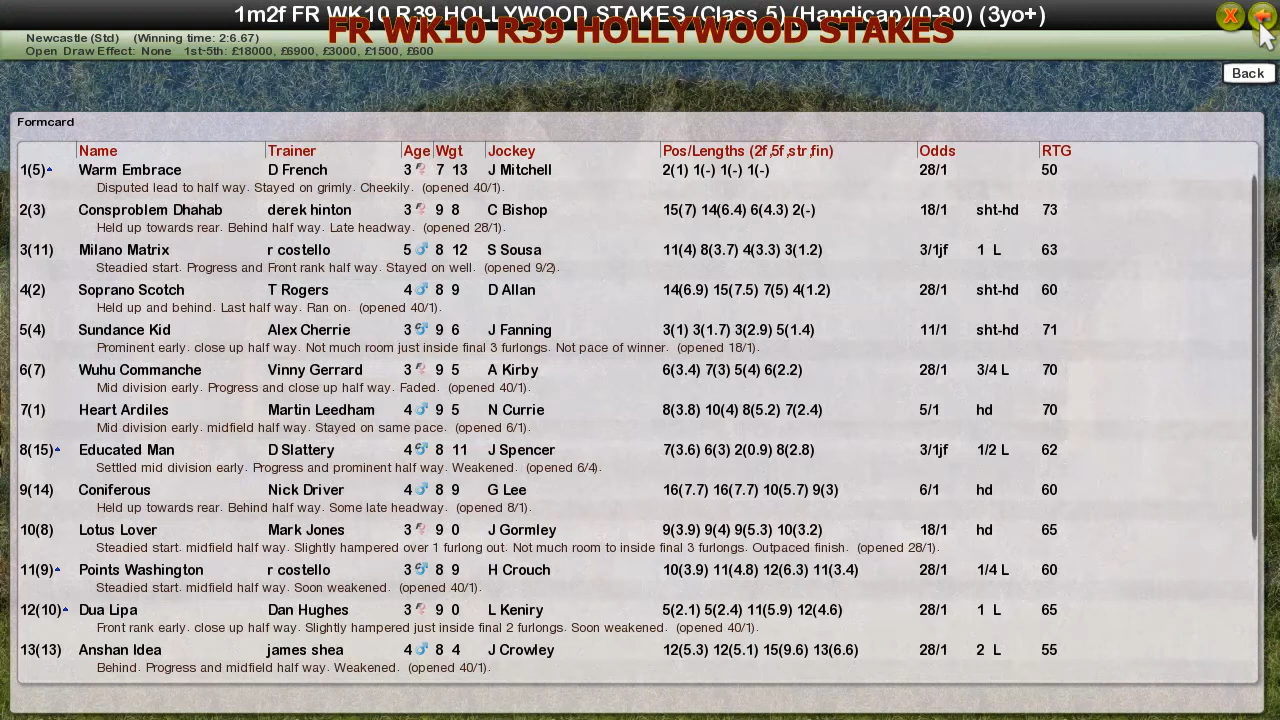 1m2f FR WK10 R39 HOLLYWOOD STAKES (Class 5) (Handicap)(0-80) (3yo+)
FR WK10 R39 HOLLYWOOD STAKES
Newcastle (Std) (Winning time: 2:6.67)
Open Draw Effect: None 1st-5th: £18000, £6900, £3000, £1500, £600
X
Back
Formcard
Name Trainer Age Wgt Jockey Pos/Lengths (2f,5f,str,fin) Odds RTG
1(5) Warm Embrace D French 3 7 13 J Mitchell 2(1) 1(-) 1(-) 1(-) 28/1 50
Disputed lead to half way. Stayed on grimly. Cheekily. (opened 40/1).
2(3) Consproblem Dhahab derek hinton 3 9 8 C Bishop 15(7) 14(6.4) 6(4.3) 2(-) 18/1 sht-hd 73
Held up towards rear. Behind half way. Late headway. (opened 28/1).
3(11) Milano Matrix r costello 5 8 12 S Sousa 11(4) 8(3.7) 4(3.3) 3(1.2) 3/1jf 1 L 63
Steadied start. Progress and Front rank half way. Stayed on well. (opened 9/2).
4(2) Soprano Scotch T Rogers 4 8 9 D Allan 14(6.9) 15(7.5) 7(5) 4(1.2) 28/1 sht-hd 60
Held up and behind. Last half way. Ran on. (opened 40/1).
5(4) Sundance Kid Alex Cherrie 3 9 6 J Fanning 3(1) 3(1.7) 3(2.9) 5(1.4) 11/1 sht-hd 71
Prominent early. close up half way. Not much room just inside final 3 furlongs. Not pace of winner. (opened 18/1).
6(7) Wuhu Commanche Vinny Gerrard 3 9 5 A Kirby 6(3.4) 7(3) 5(4) 6(2.2) 28/1 3/4 L 70
Mid division early. Progress and close up half way. Faded. (opened 40/1).
7(1) Heart Ardiles Martin Leedham 4 9 5 N Currie 8(3.8) 10(4) 8(5.2) 7(2.4) 5/1 hd 70
Mid division early. midfield half way. Stayed on same pace. (opened 6/1).
8(15) Educated Man D Slattery 4 8 11 J Spencer 7(3.6) 6(3) 2(0.9) 8(2.8) 3/1jf 1/2 L 62
Settled mid division early. Progress and prominent half way. Weakened. (opened 6/4).
9(14) Coniferous Nick Driver 4 8 9 G Lee 16(7.7) 16(7.7) 10(5.7) 9(3) 6/1 hd 60
Held up towards rear. Behind half way. Some late headway. (opened 8/1).
10(8) Lotus Lover Mark Jones 3 9 0 J Gormley 9(3.9) 9(4) 9(5.3) 10(3.2) 18/1 hd 65
Steadied start. midfield half way. Slightly hampered over 1 furlong out. Not much room to inside final 3 furlongs. Outpaced finish. (opened 28/1).
11(9) Points Washington r costello 3 8 9 H Crouch 10(3.9) 11(4.8) 12(6.3) 11(3.4) 28/1 1/4 L 60
Steadied start. midfield half way. Soon weakened. (opened 40/1).
12(10) Dua Lipa Dan Hughes 3 9 0 L Keniry 5(2.1) 5(2.4) 11(5.9) 12(4.6) 28/1 1 L 65
Front rank early. close up half way. Slightly hampered just inside final 2 furlongs. Soon weakened. (opened 40/1).
13(13) Anshan Idea james shea 4 8 4 J Crowley 12(5.3) 12(5.1) 15(9.6) 13(6.6) 28/1 2 L 55
Behind. Progress and midfield half way. Weakened. (opened 40/1).